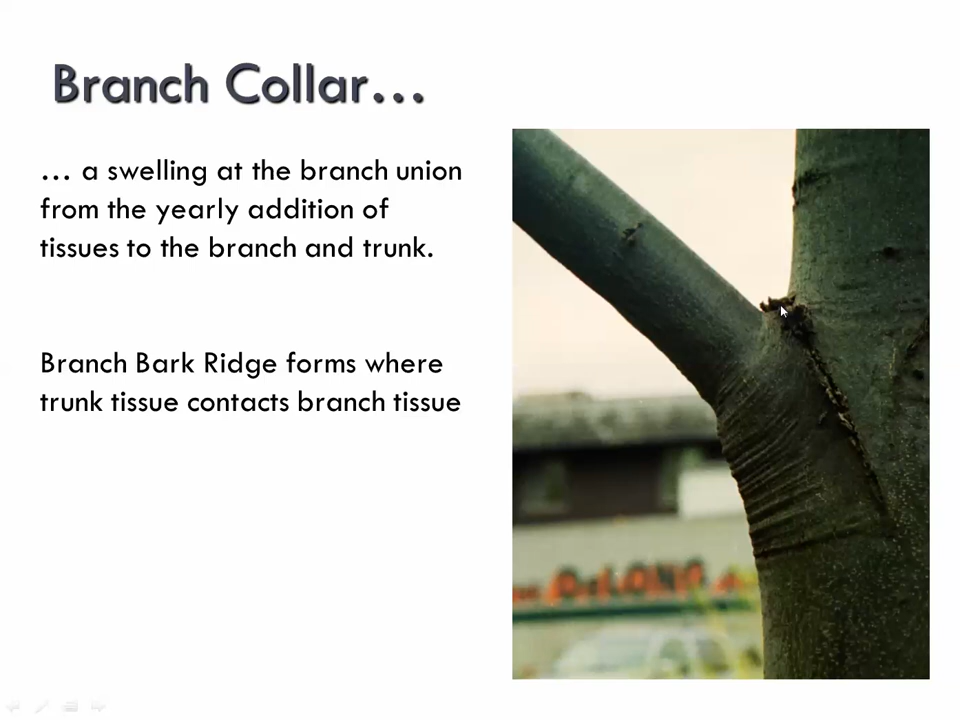 Branch Collar…
… a swelling at the branch union
from the yearly addition of
tissues to the branch and trunk.
Branch Bark Ridge forms where
trunk tissue contacts branch tissue